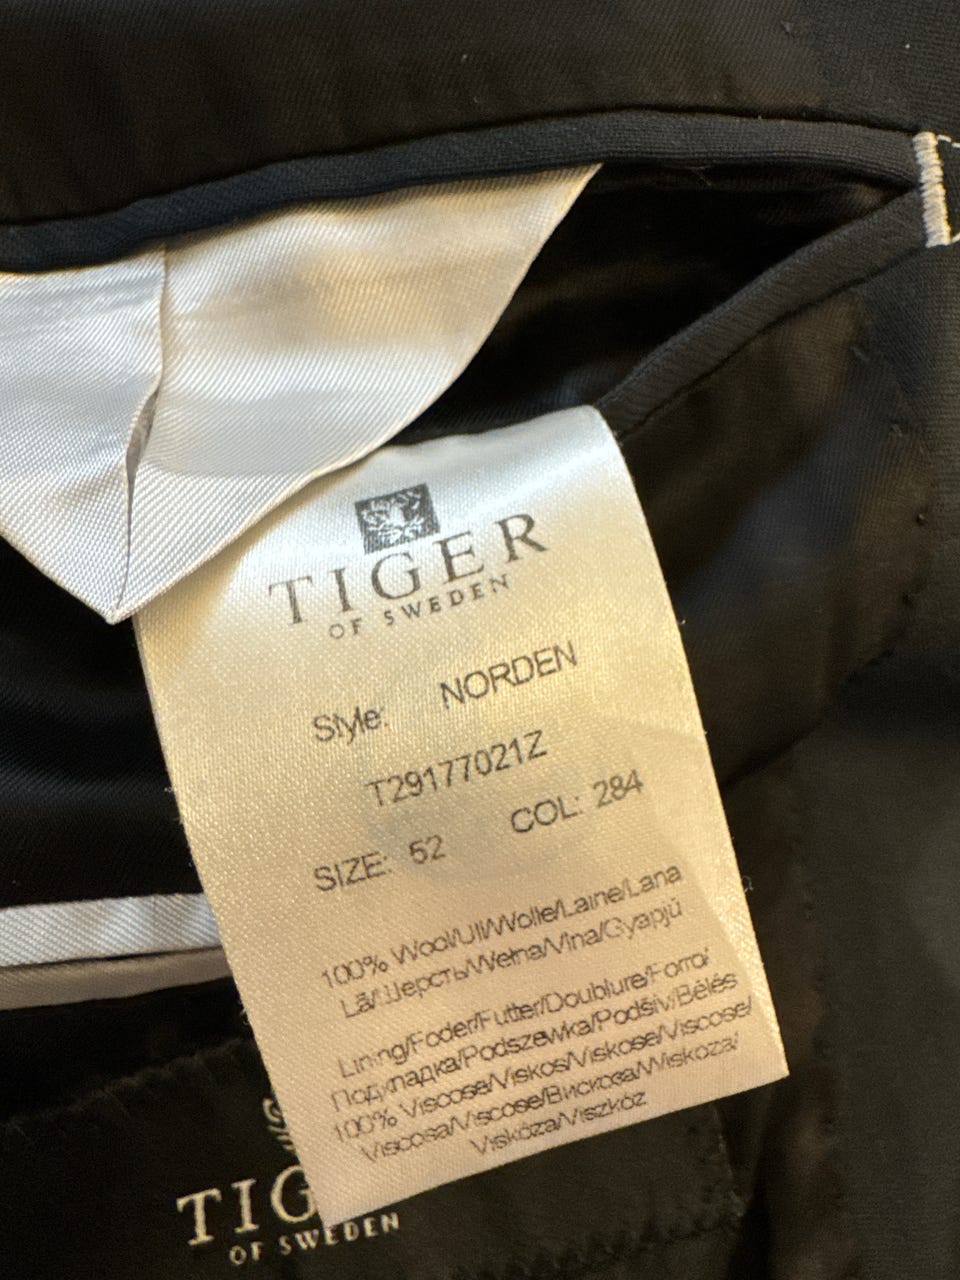 TIGER
OF SWEDEN
Style: NORDEN
T29177021Z
SIZE: 52 COL: 284
100% Wool/Ull/Wolle/Laine/Lana
Lã/Шерсть/Wełna/Vlna/Gyapjú
Lining/Foder/Futter/Doublure/Forro/
Подкладка/Podszewka/Podšív/Bélés
100% Viscose/Viskos/Viskose/Viscose/
Viscosa/Viscose/Вискоза/Wiskoza/
Viskóza/Viszkóz
TIG
OF SWEDEN